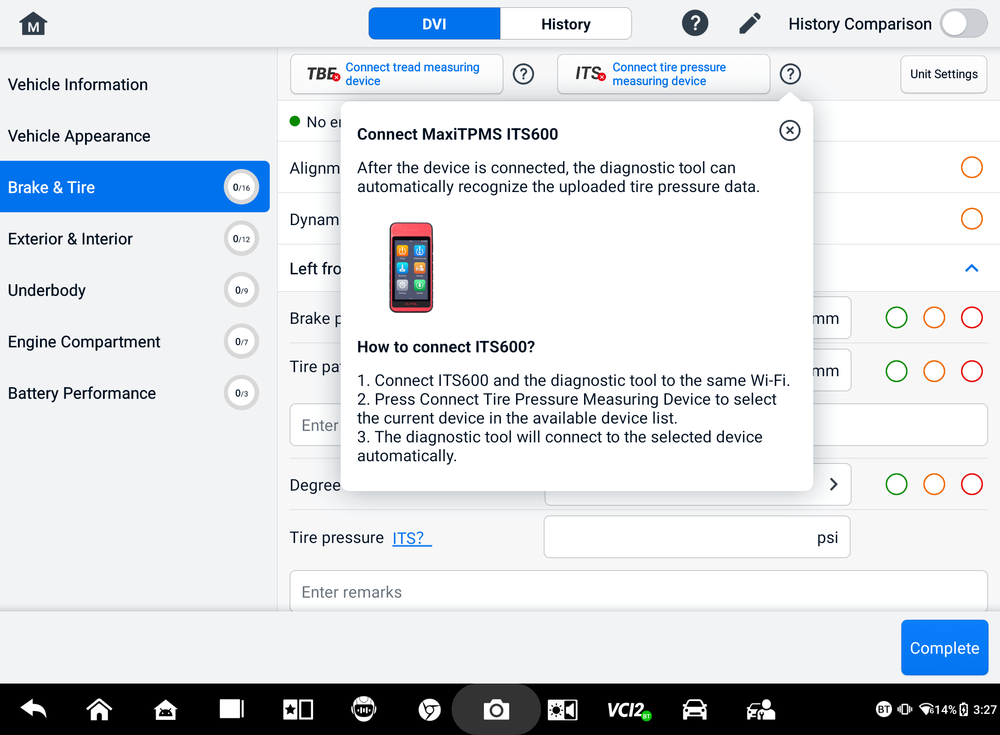 M
DVI
History
?
History Comparison
TBE
Connect tread measuring
device
?
ITS
Connect tire pressure
measuring device
?
Unit Settings
Vehicle Information
Vehicle Appearance
Brake & Tire
0/16
Exterior & Interior
0/12
Underbody
0/9
Engine Compartment
0/7
Battery Performance
0/3
No
Connect MaxiTPMS ITS600
After the device is connected, the diagnostic tool can
automatically recognize the uploaded tire pressure data.
TPMS
Service
Settings
Update
AUTEL
How to connect ITS600?
1. Connect ITS600 and the diagnostic tool to the same Wi-Fi.
2. Press Connect Tire Pressure Measuring Device to select
the current device in the available device list.
3. The diagnostic tool will connect to the selected device
automatically.
Alignm
Dynam
Left fro
Brake
mm
Tire pa
mm
Enter
Degree
Tire pressure ITS?
psi
Enter remarks
Complete
VCI2
BT
BT
6
14%
3:27